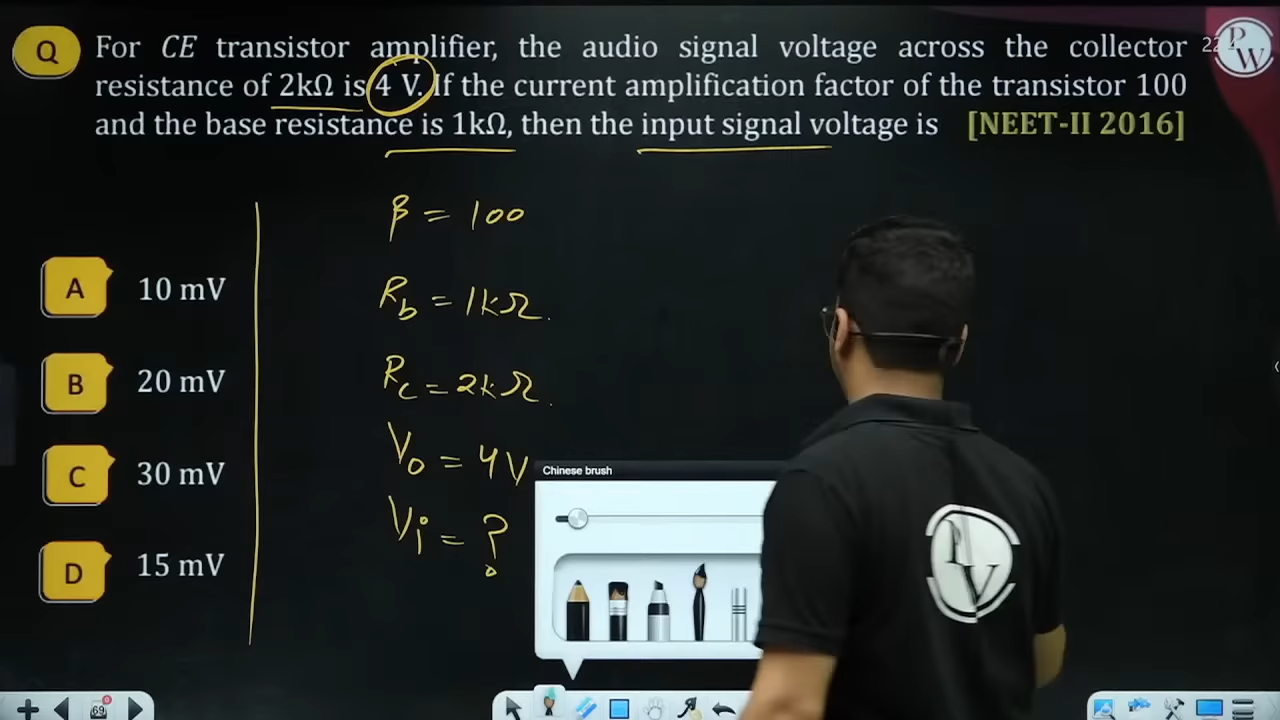 Q
For CE transistor amplifier, the audio signal voltage across the collector
resistance of 2kΩ is 4 V. If the current amplification factor of the transistor 100
and the base resistance is 1kΩ, then the input signal voltage is [NEET-II 2016]
PW
A 10 mV
B 20 mV
C 30 mV
D 15 mV
β = 100
Rb = 1kΩ.
Rc = 2kΩ.
Vo = 4V
Vi = ?
Chinese brush
PW
69